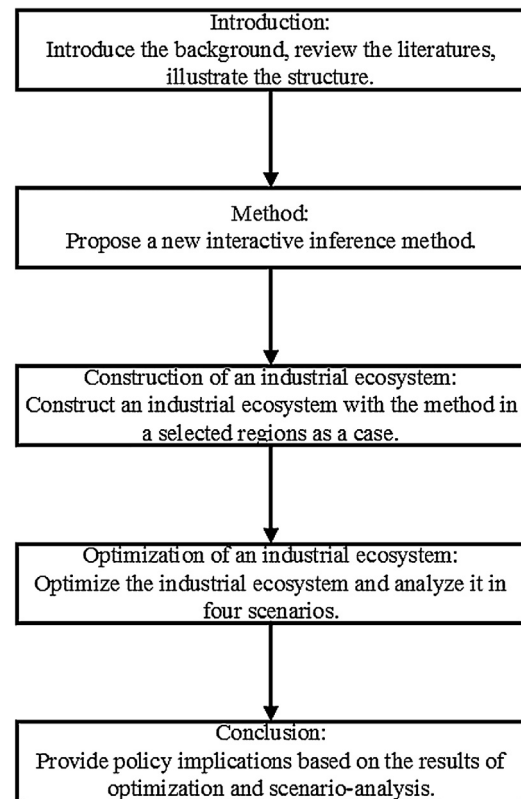 Introduction:
Introduce the background, review the literatures,
illustrate the structure.
Method:
Propose a new interactive inference method.
Construction of an industrial ecosystem:
Construct an industrial ecosystem with the method in
a selected regions as a case.
Optimization of an industrial ecosystem:
Optimize the industrial ecosystem and analyze it in
four scenarios.
Conclusion:
Provide policy implications based on the results of
optimization and scenario-analysis.